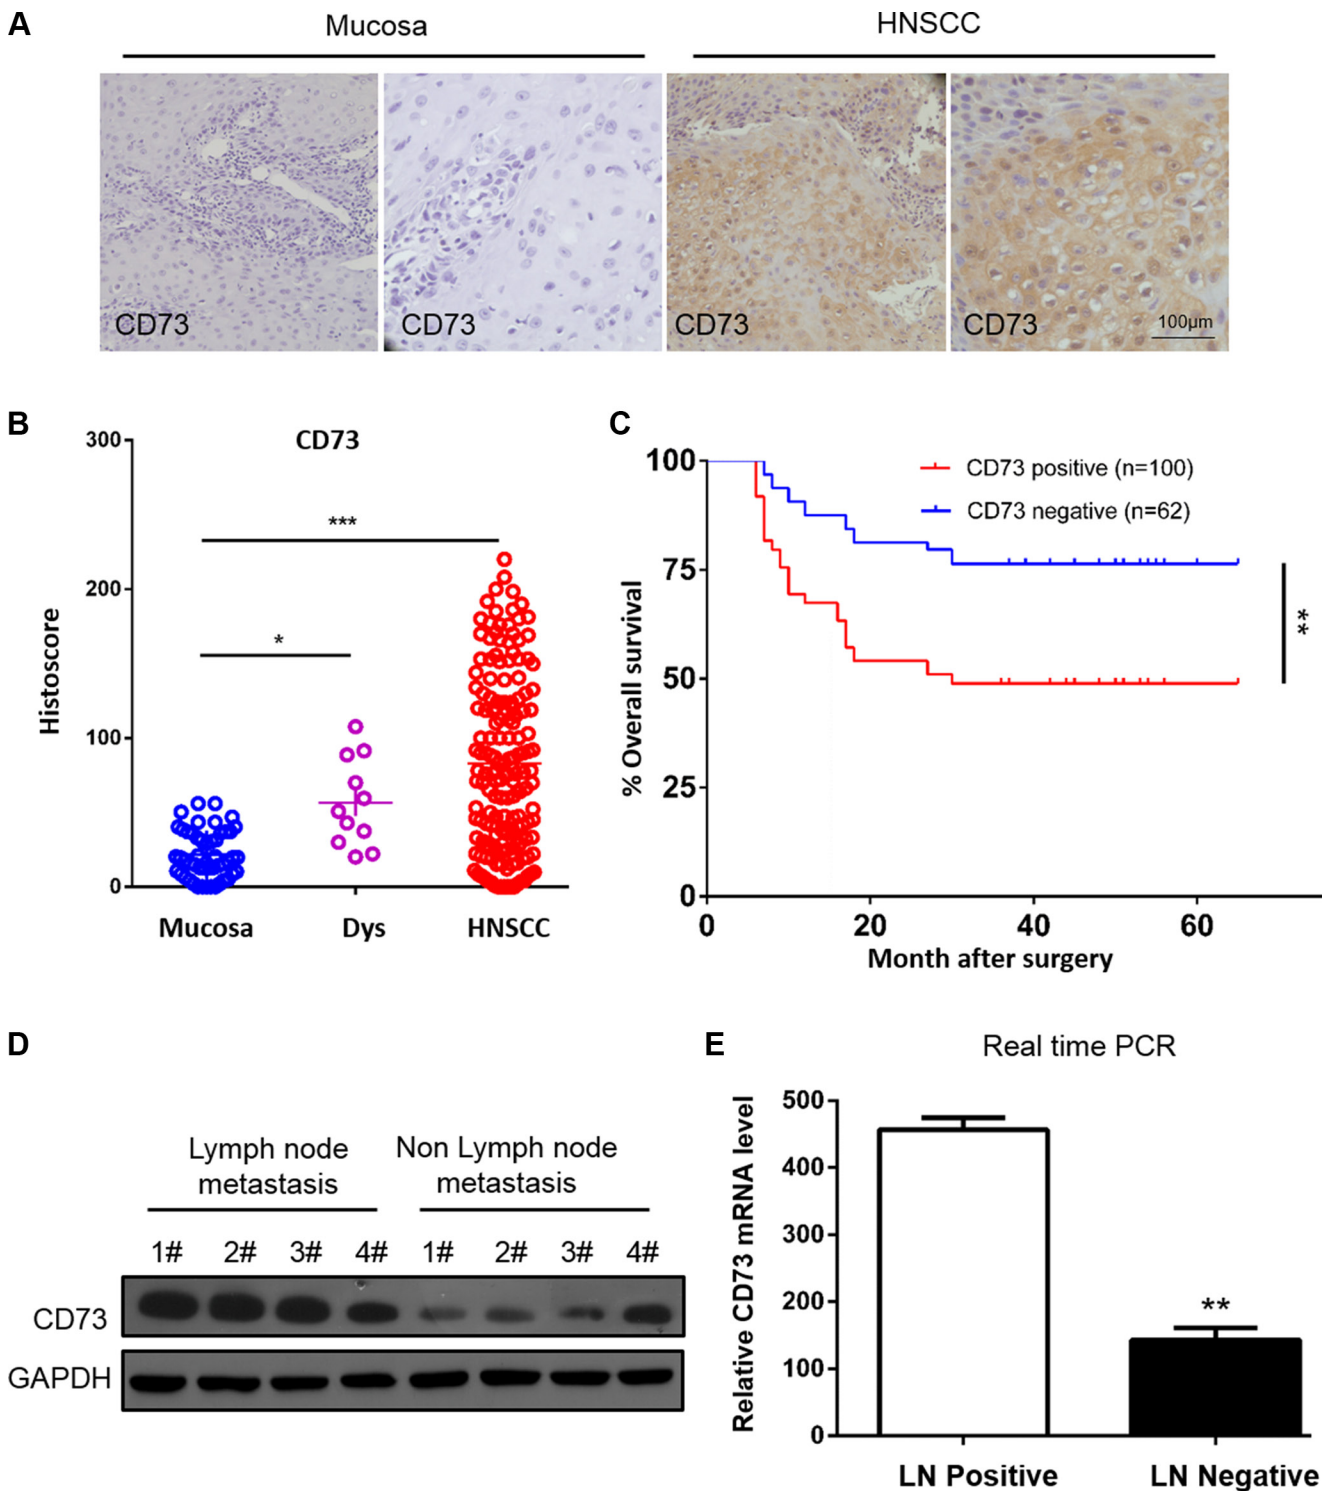 A
Mucosa
HNSCC
CD73
CD73
CD73
CD73
100μm
B
CD73
300
200
100
0
Histoscore
***
*
Mucosa
Dys
HNSCC
C
100
75
50
25
0
% Overall survival
CD73 positive (n=100)
CD73 negative (n=62)
**
0
20
40
60
Month after surgery
D
Lymph node
metastasis
Non Lymph node
metastasis
1# 2# 3# 4# 1# 2# 3# 4#
CD73
GAPDH
E
Real time PCR
500
400
300
200
100
0
Relative CD73 mRNA level
**
LN Positive
LN Negative